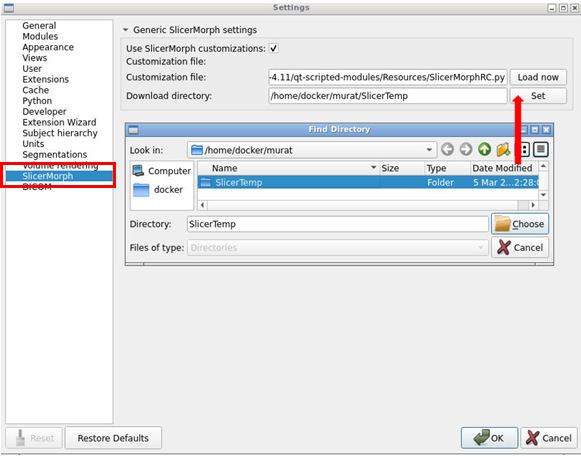 Settings
General
Modules
Appearance
Views
User
Extensions
Cache
Python
Developer
Extension Wizard
Subject hierarchy
Units
Segmentations
Volume rendering
SlicerMorph
DICOM
Generic SlicerMorph settings
Use SlicerMorph customizations:
Customization file:
Customization file: -4.11/qt-scripted-modules/Resources/SlicerMorphRC.py Load now
Download directory: /home/docker/murat/SlicerTemp Set
Find Directory
Look in: /home/docker/murat
Computer
docker
Name Size Type Date Modified
SlicerTemp Folder 5 Mar 2...2:28:0
Directory: SlicerTemp Choose
Files of type: Directories Cancel
Reset Restore Defaults OK Cancel